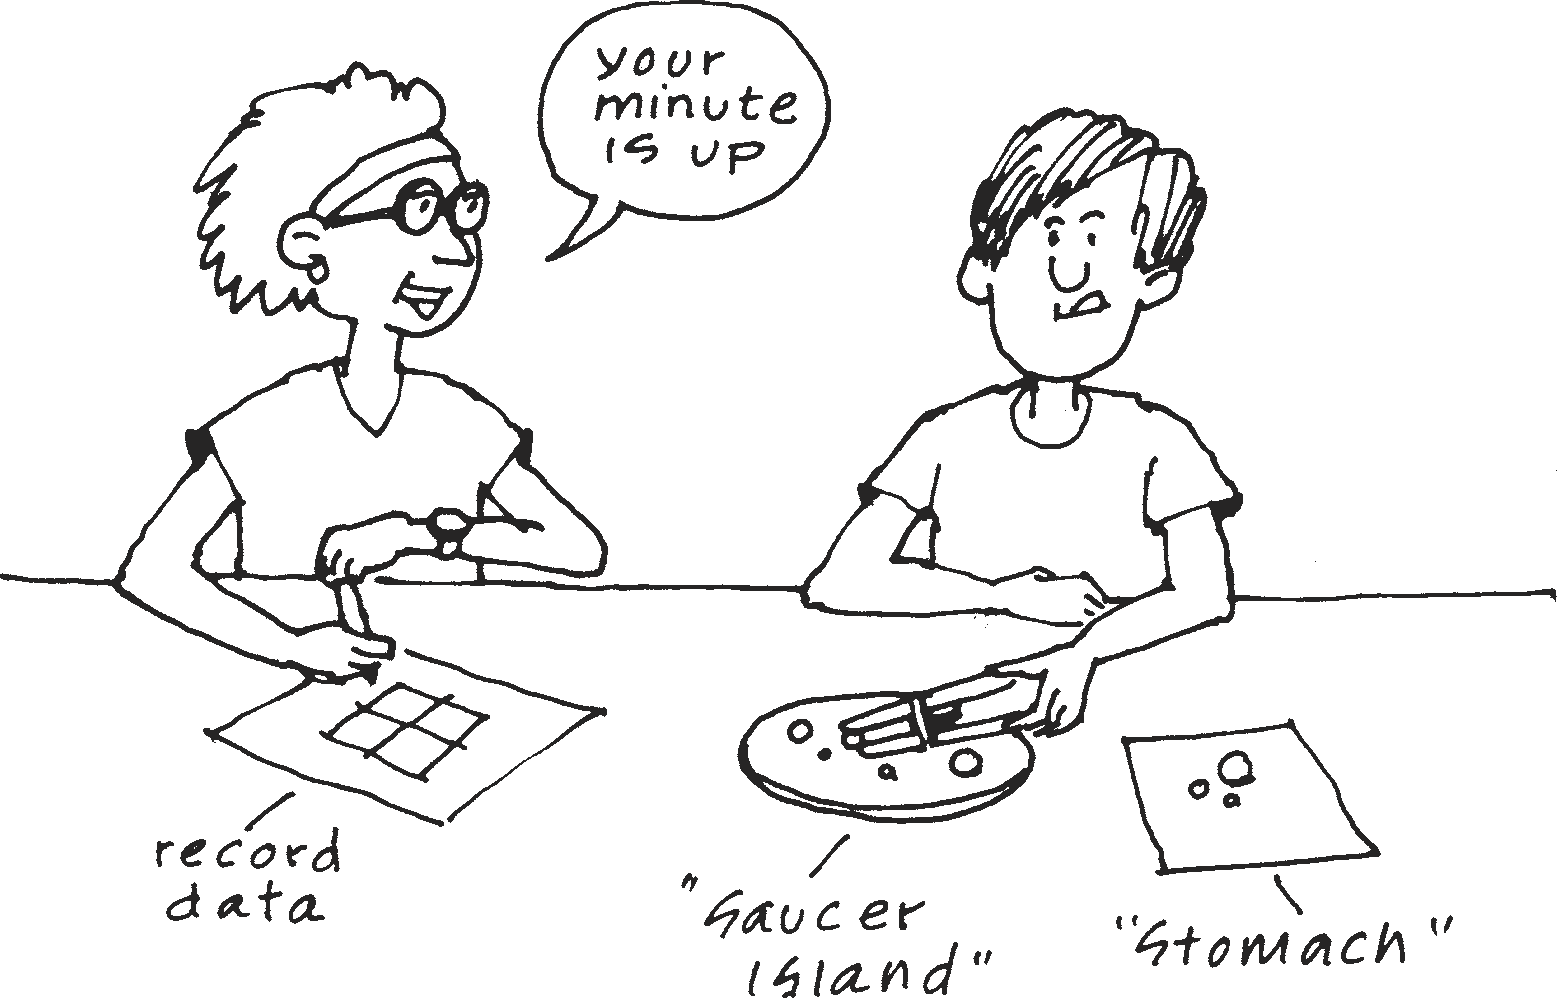 your
minute
is up
record
data
"Saucer
Island"
"Stomach"